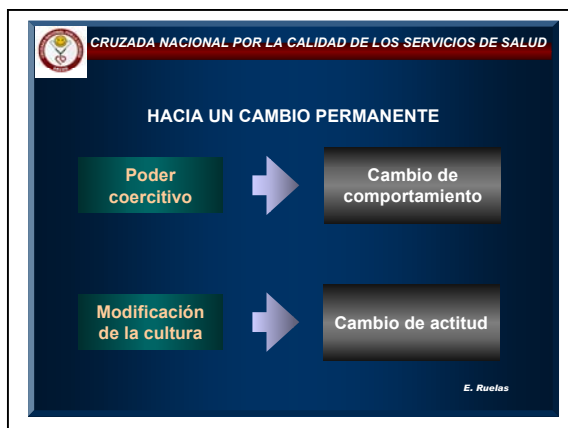 CRUZADA NACIONAL POR LA CALIDAD DE LOS SERVICIOS DE SALUD
HACIA UN CAMBIO PERMANENTE
Poder
coercitivo
Cambio de
comportamiento
Modificación
de la cultura
Cambio de actitud
E. Ruelas